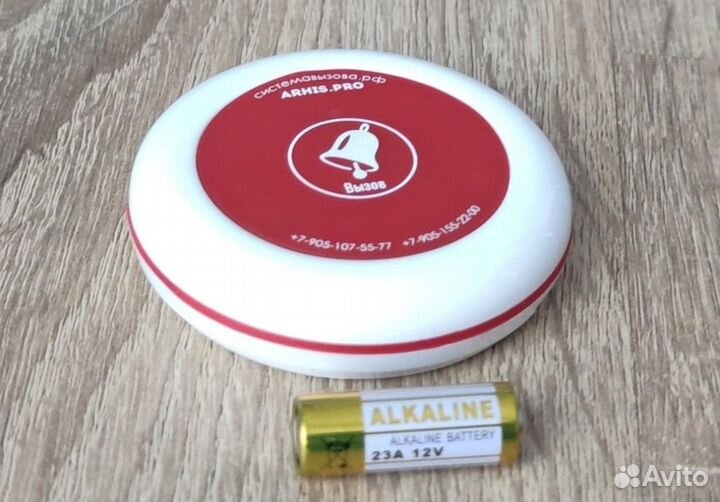 системавызова.рф
ARHIS.PRO
Вызов
+7-905-107-55-77 +7-905-155-22-00
ALKALINE
ALKALINE BATTERY
23A 12V
Avito